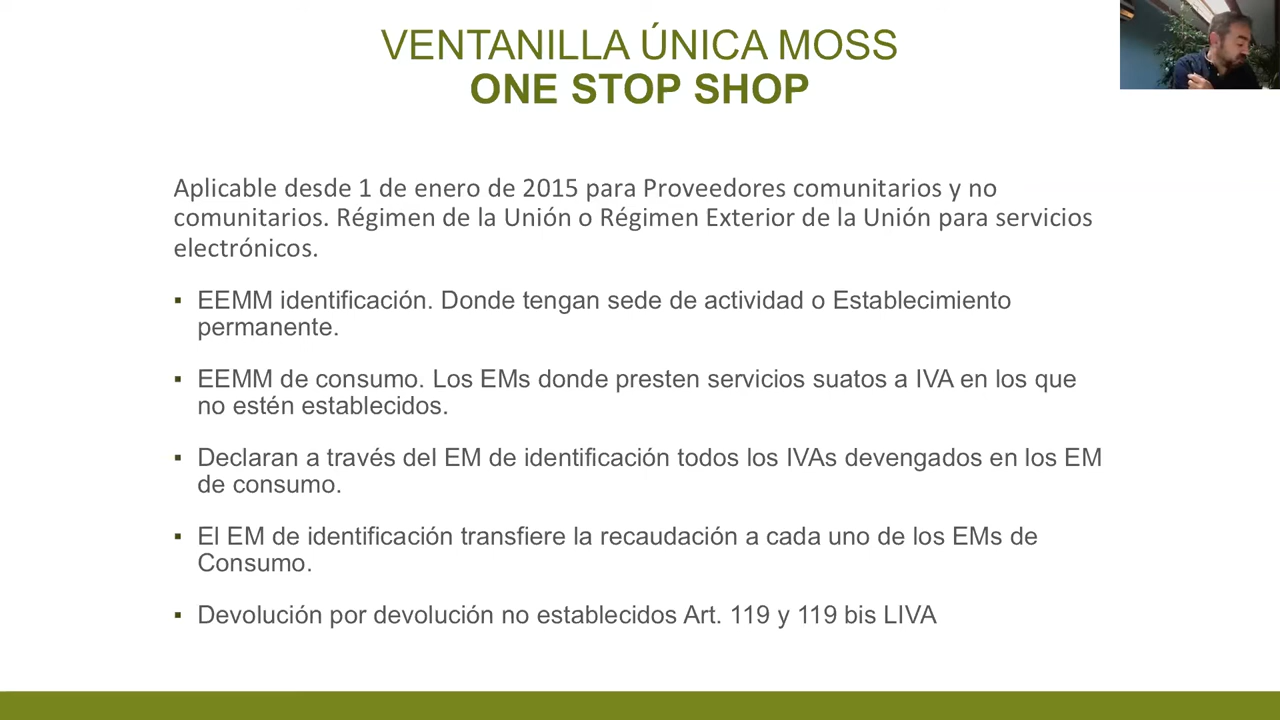 VENTANILLA ÚNICA MOSS
ONE STOP SHOP
Aplicable desde 1 de enero de 2015 para Proveedores comunitarios y no
comunitarios. Régimen de la Unión o Régimen Exterior de la Unión para servicios
electrónicos.
▪ EEMM identificación. Donde tengan sede de actividad o Establecimiento
permanente.
▪ EEMM de consumo. Los EMs donde presten servicios suatos a IVA en los que
no estén establecidos.
▪ Declaran a través del EM de identificación todos los IVAs devengados en los EM
de consumo.
▪ El EM de identificación transfiere la recaudación a cada uno de los EMs de
Consumo.
▪ Devolución por devolución no establecidos Art. 119 y 119 bis LIVA